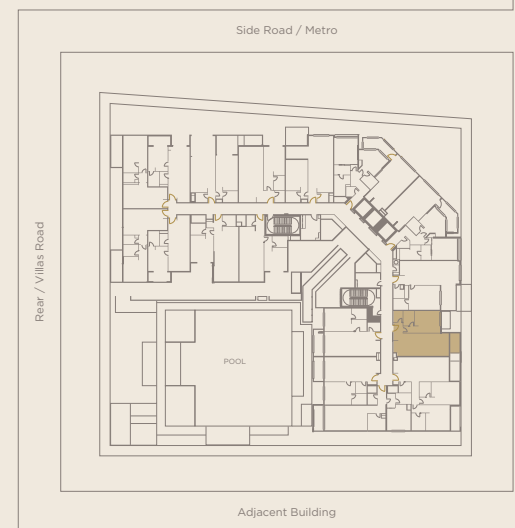 Side Road / Metro
Rear / Villas Road
POOL
Adjacent Building